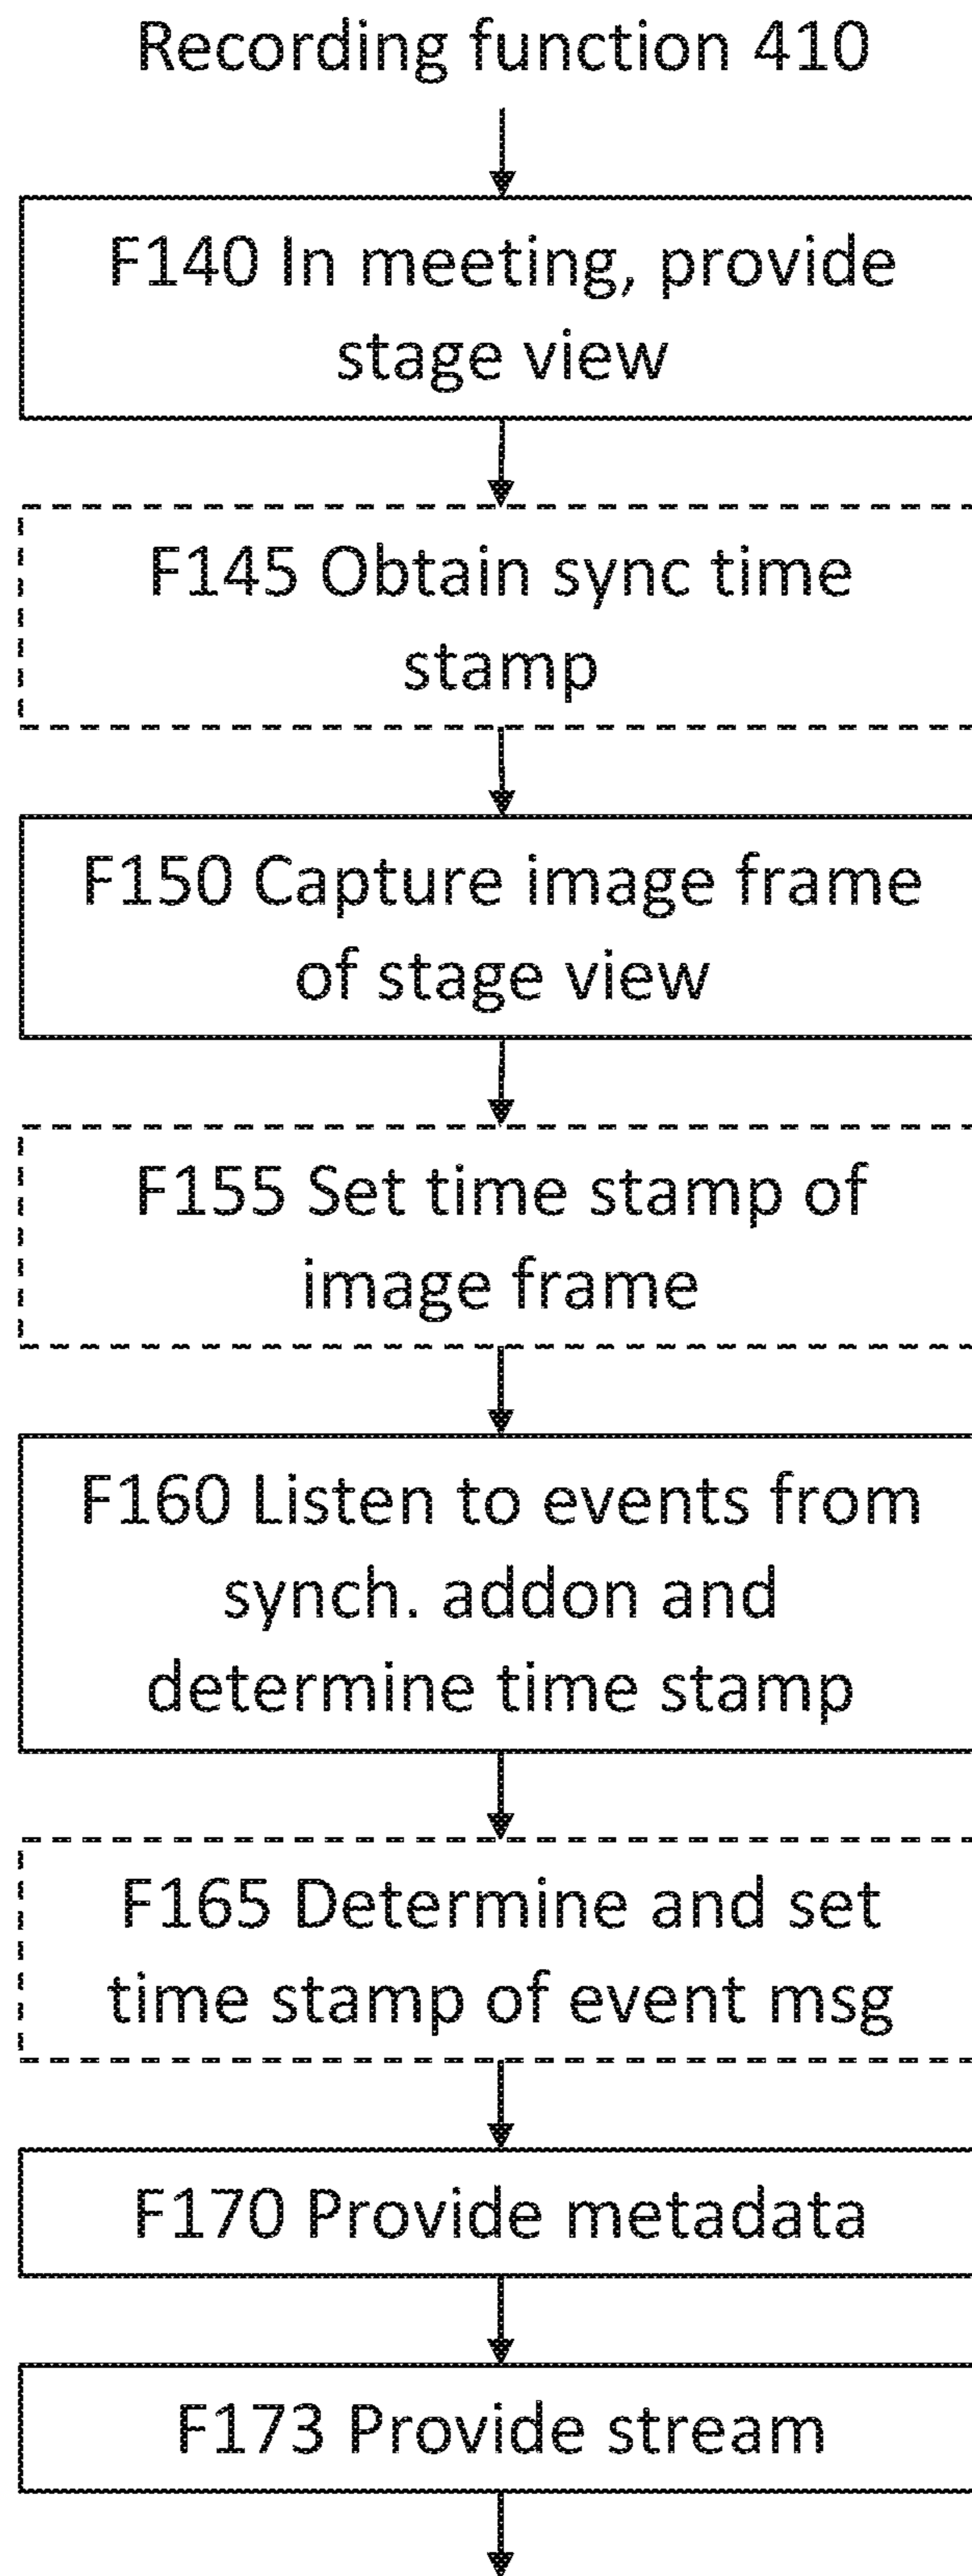 Recording function 410
F140 In meeting, provide
stage view
F145 Obtain sync time
stamp
F150 Capture image frame
of stage view
F155 Set time stamp of
image frame
F160 Listen to events from
synch. addon and
determine time stamp
F165 Determine and set
time stamp of event msg
F170 Provide metadata
F173 Provide stream